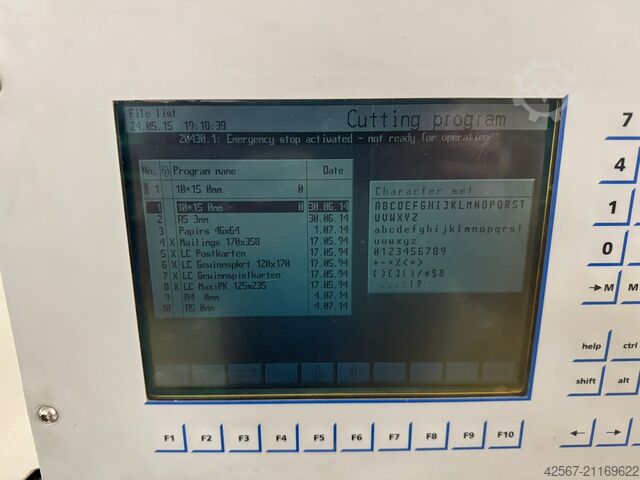 File list
24.05.15 19:18:39
Cutting program
20430.1: Emergency stop activated - not ready for operation
No. Program name Date
1 10*15 0mm 0
1 10*15 0mm 0 30.06.14
2 A5 3mm 30.06.14
3 Papirs 46x64 1.07.14
4 X Mailings 170x358 17.05.94
5 X LC Postkarten 17.05.94
6 X LC Gewinnspkrt 120x170 17.05.94
7 X LC Gewinnspielkarten 17.05.94
8 X LC MaxiPK 125x235 17.05.94
9 A4 0mm 4.07.14
10 A5 0mm 4.07.14
Character set
ABCDEFGHIJKLMNOPQRST
UVWXYZ
abcdefghijklmnopqrst
uvwxyz
0123456789
+-*/<=>
7
4
1
0
→M M
help ctrl
shift alt
← →
F1 F2 F3 F4 F5 F6 F7 F8 F9 F10
42567-21169622